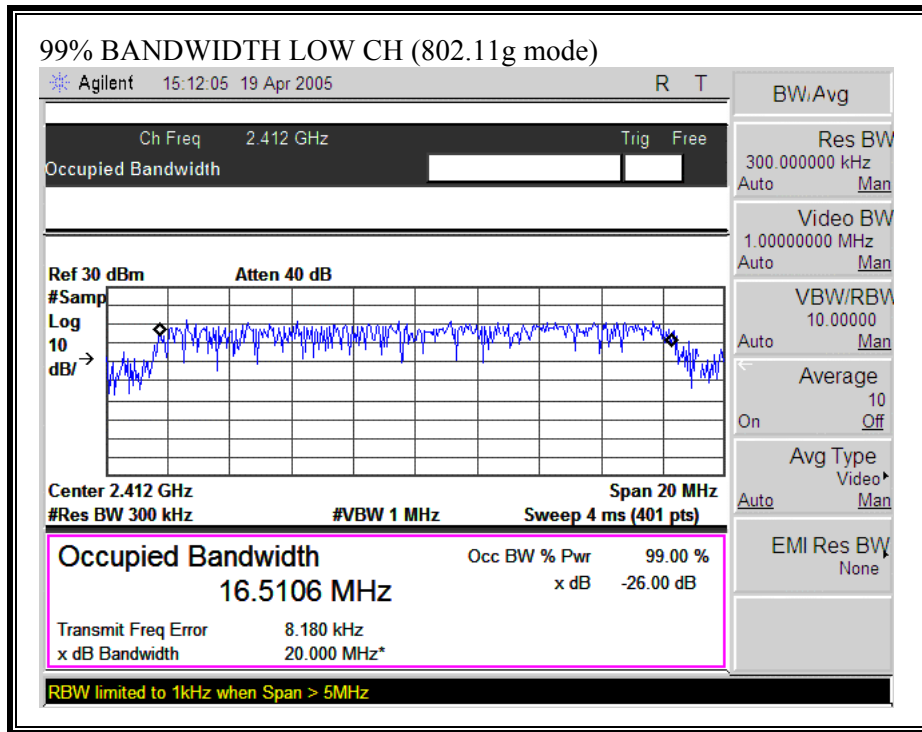 99% BANDWIDTH LOW CH (802.11g mode)
Agilent 15:12:05 19 Apr 2005 R T
Ch Freq 2.412 GHz Trig Free
Occupied Bandwidth
Ref 30 dBm Atten 40 dB
#Samp
Log
10
dB/
Center 2.412 GHz Span 20 MHz
#Res BW 300 kHz #VBW 1 MHz Sweep 4 ms (401 pts)
Occupied Bandwidth Occ BW % Pwr 99.00 %
16.5106 MHz x dB -26.00 dB
Transmit Freq Error 8.180 kHz
x dB Bandwidth 20.000 MHz*
RBW limited to 1kHz when Span > 5MHz
BW/Avg
Res BW
300.000000 kHz
Auto Man
Video BW
1.00000000 MHz
Auto Man
VBW/RBW
10.00000
Auto Man
Average
10
On Off
Avg Type
Video
Auto Man
EMI Res BW
None